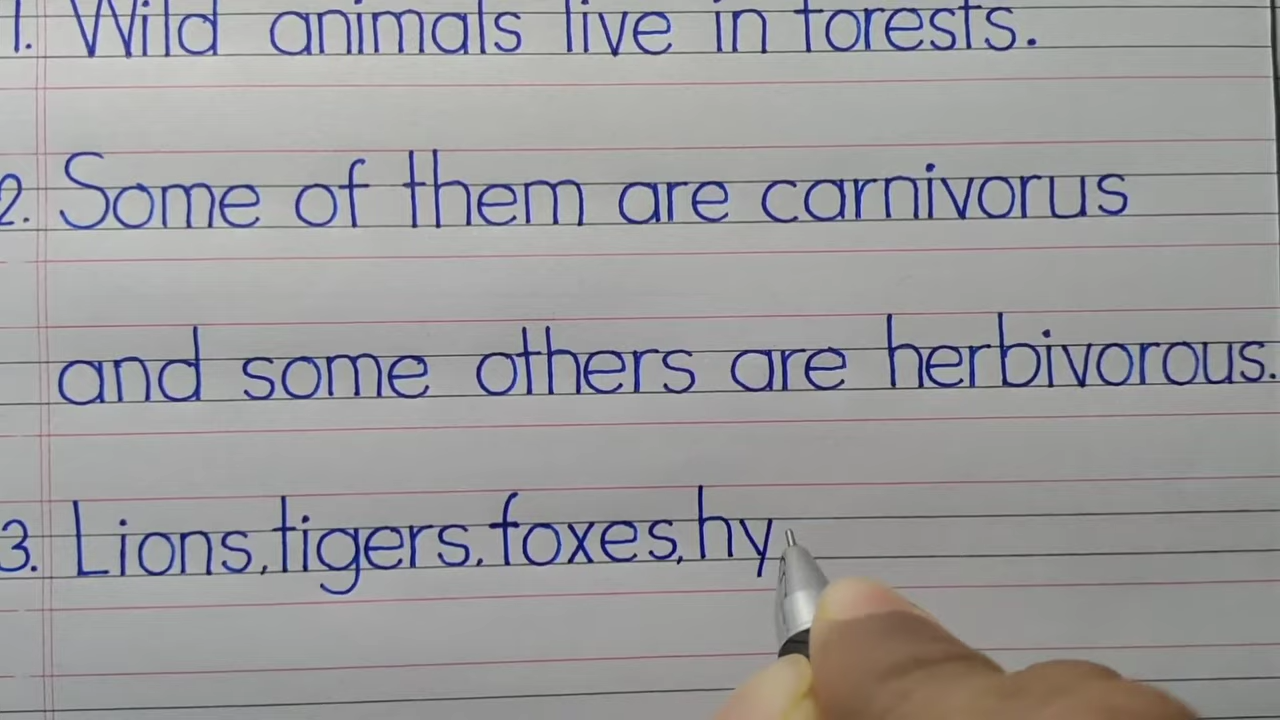 1. Wild animals live in forests.
2. Some of them are carnivorus
and some others are herbivorous.
3. Lions, tigers, foxes, hy